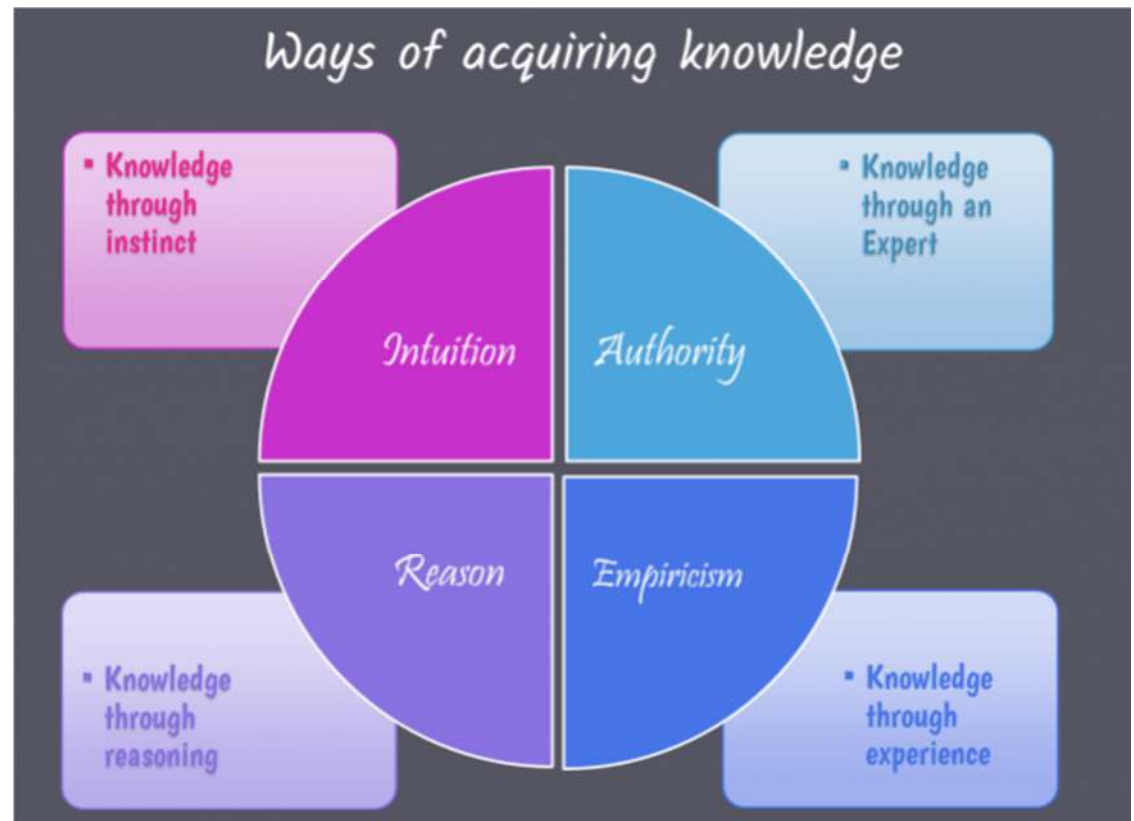 Ways of acquiring knowledge
▪ Knowledge
through
instinct
▪ Knowledge
through an
Expert
Intuition
Authority
Reason
Empiricism
▪ Knowledge
through
reasoning
▪ Knowledge
through
experience